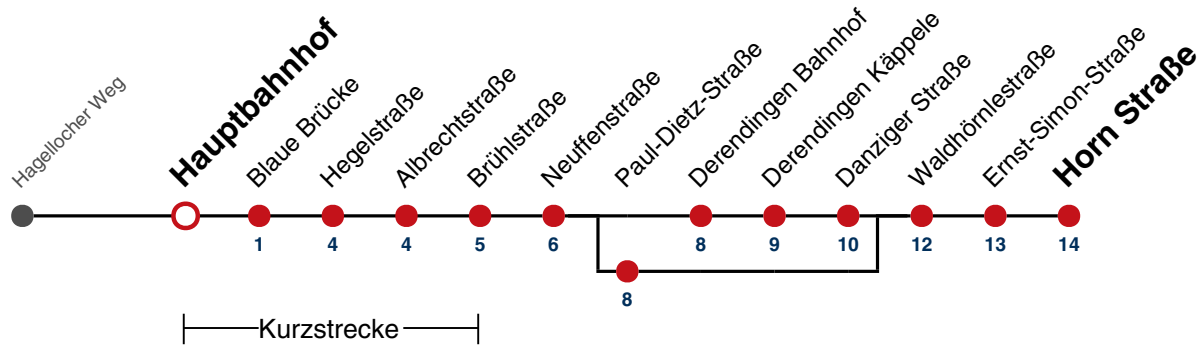 Hagellocher Weg
Hauptbahnhof
Blaue Brücke
Hegelstraße
Albrechtstraße
Brühlstraße
Neuffenstraße
Paul-Dietz-Straße
Derendingen Bahnhof
Derendingen Käppele
Danziger Straße
Waldhörnlestraße
Ernst-Simon-Straße
Horn Straße
1 4 4 5 6 8 9 10 12 13 14
8
Kurzstrecke